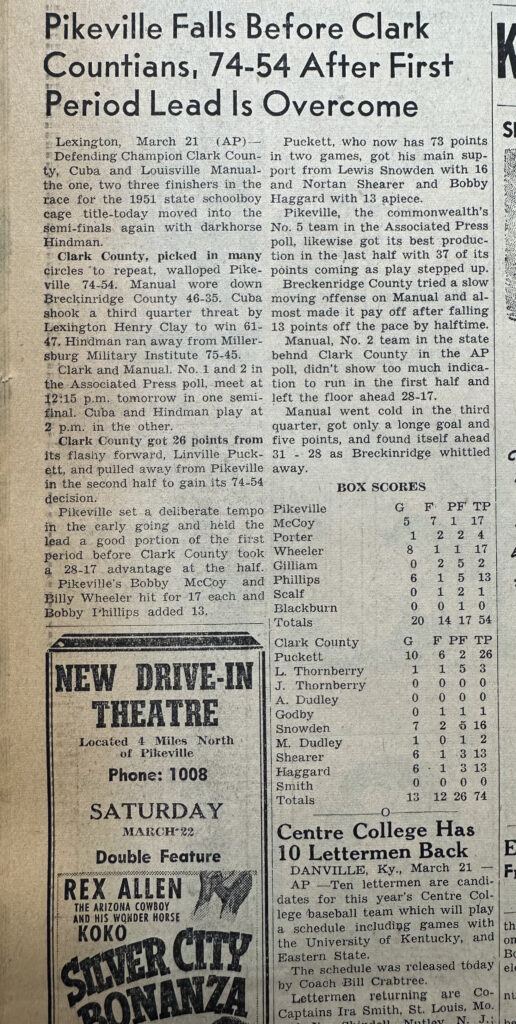 Pikeville Falls Before Clark
Countians, 74-54 After First
Period Lead Is Overcome
Lexington, March 21 (AP)—
Defending Champion Clark Coun-
ty, Cuba and Louisville Manual-
the one, two three finishers in the
race for the 1951 state schoolboy
cage title-today moved into the
semi-finals again with darkhorse
Hindman.
Clark County, picked in many
circles to repeat, walloped Pike-
ville 74-54. Manual wore down
Breckinridge County 46-35. Cuba
shook a third quarter threat by
Lexington Henry Clay to win 61-
47. Hindman ran away from Miller-
sburg Military Institute 75-45.
Clark and Manual. No. 1 and 2 in
the Associated Press poll, meet at
12:15 p.m. tomorrow in one semi-
final. Cuba and Hindman play at
2 p.m. in the other.
Clark County got 26 points from
its flashy forward, Linville Puck-
ett, and pulled away from Pikeville
in the second half to gain its 74-54
decision.
Pikeville set a deliberate tempo
in the early going and held the
lead a good portion of the first
period before Clark County took
a 28-17 advantage at the half.
Pikeville's Bobby McCoy and
Billy Wheeler hit for 17 each and
Bobby Phillips added 13.
Puckett, who now has 73 points
in two games, got his main sup-
port from Lewis Snowden with 16
and Nortan Shearer and Bobby
Haggard with 13 apiece.
Pikeville, the commonwealth's
No. 5 team in the Associated Press
poll, likewise got its best produc-
tion in the last half with 37 of its
points coming as play stepped up.
Breckenridge County tried a slow
moving offense on Manual and al-
most made it pay off after falling
13 points off the pace by halftime.
Manual, No. 2 team in the state
behnd Clark County in the AP
poll, didn't show too much indica-
tion to run in the first half and
left the floor ahead 28-17.
Manual went cold in the third
quarter, got only a longe goal and
five points, and found itself ahead
31 - 28 as Breckinridge whittled
away.
BOX SCORES
Pikeville G F PF TP
McCoy 5 7 1 17
Porter 1 2 2 4
Wheeler 8 1 1 17
Gilliam 0 2 5 2
Phillips 6 1 5 13
Scalf 0 1 2 1
Blackburn 0 0 1 0
Totals 20 14 17 54
Clark County G F PF TP
Puckett 10 6 2 26
L. Thornberry 1 1 5 3
J. Thornberry 0 0 0 0
A. Dudley 0 0 0 0
Godby 0 1 1 1
Snowden 7 2 5 16
M. Dudley 1 0 1 2
Shearer 6 1 3 13
Haggard 6 1 3 13
Smith 0 0 0 0
Totals 13 12 26 74
Centre College Has
10 Lettermen Back
DANVILLE, Ky., March 21 —
AP —Ten lettermen are candi-
dates for this year's Centre Col-
lege baseball team which will play
a schedule including games with
the University of Kentucky, and
Eastern State.
The schedule was released today
by Coach Bill Crabtree.
Lettermen returning are Co-
Captains Ira Smith, St. Louis, Mo.
Nutley, N. J.;
NEW DRIVE-IN
THEATRE
Located 4 Miles North
of Pikeville
Phone: 1008
SATURDAY
MARCH 22
Double Feature
REX ALLEN
THE ARIZONA COWBOY
AND HIS WONDER HORSE
KOKO
SILVER CITY
BONANZA